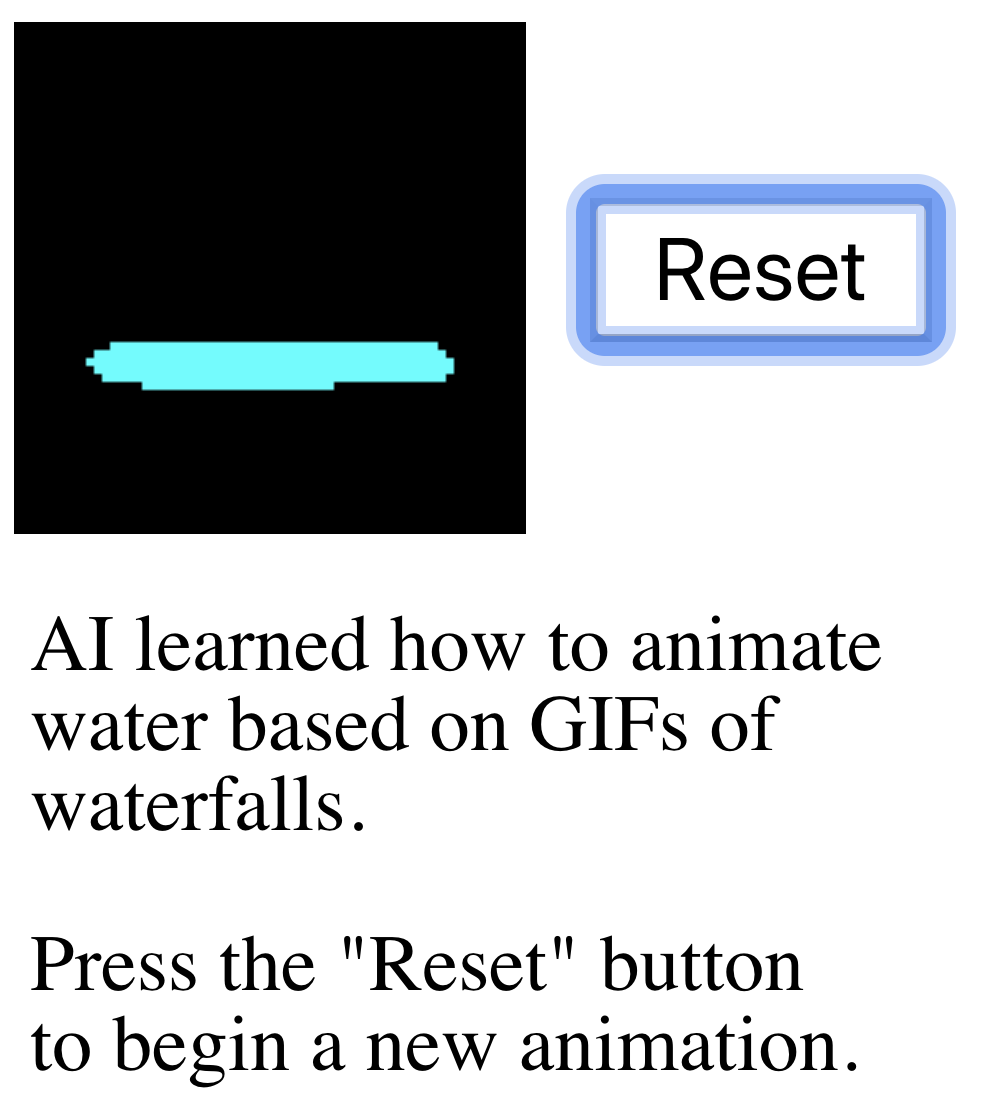 Reset
AI learned how to animate
water based on GIFs of
waterfalls.
Press the "Reset" button
to begin a new animation.